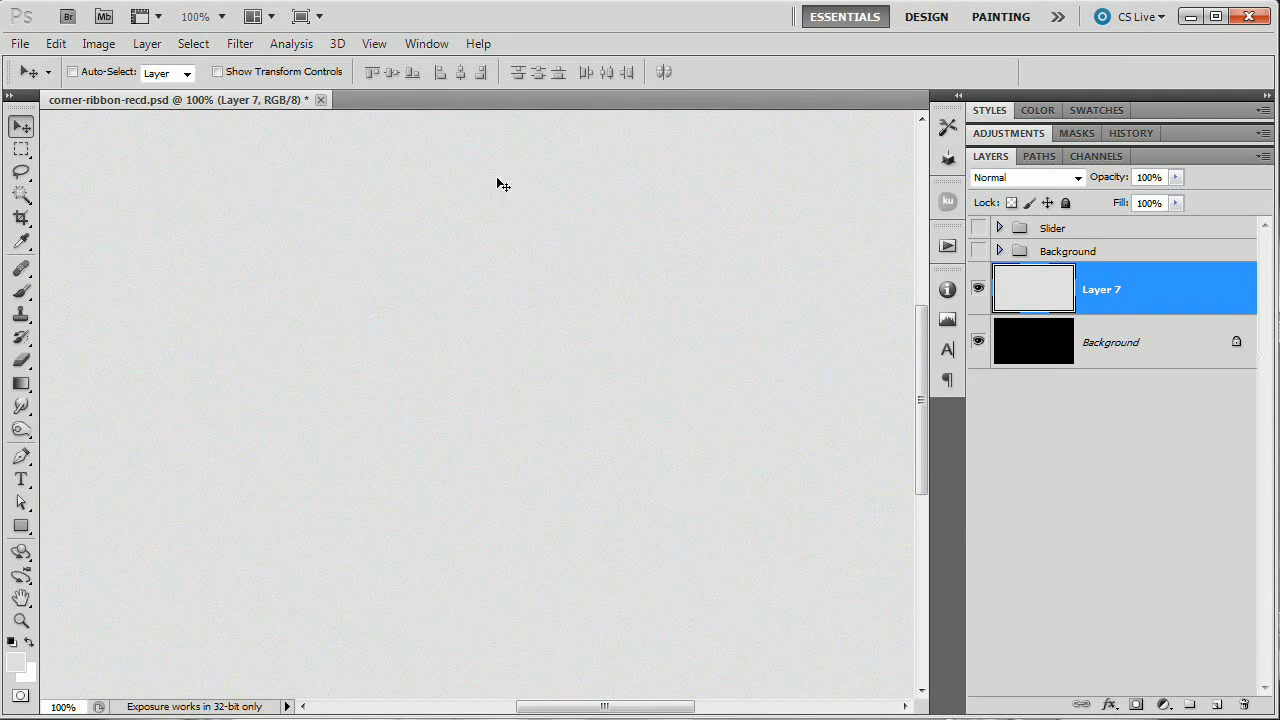 Ps Br Mb 100% ESSENTIALS DESIGN PAINTING CS Live
File Edit Image Layer Select Filter Analysis 3D View Window Help
Auto-Select: Layer Show Transform Controls
corner-ribbon-recd.psd @ 100% (Layer 7, RGB/8) *
STYLES COLOR SWATCHES
ADJUSTMENTS MASKS HISTORY
LAYERS PATHS CHANNELS
Normal Opacity: 100%
Lock: Fill: 100%
Slider
Background
Layer 7
Background
ku
100% Exposure works in 32-bit only